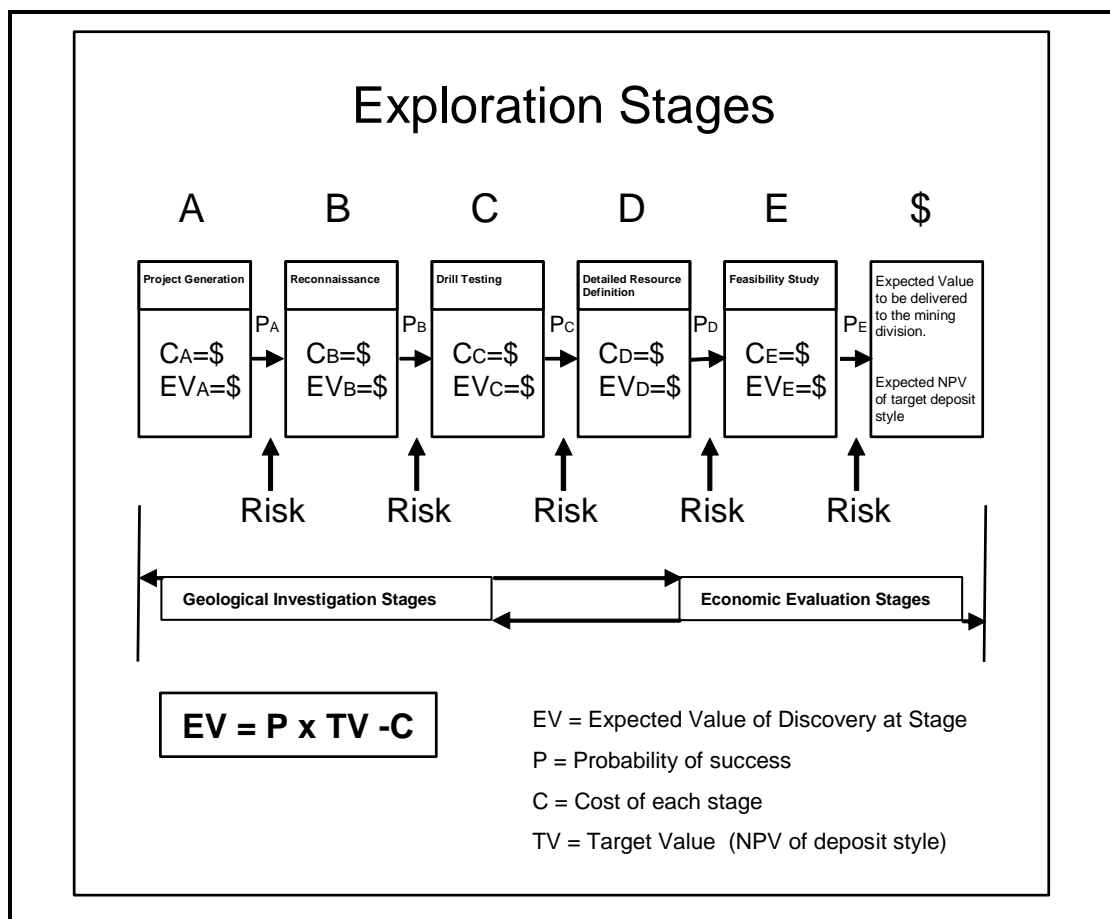 Exploration Stages
A B C D E $
Project Generation
CA=$
EVA=$
PA
Reconnaissance
CB=$
EVB=$
PB
Drill Testing
CC=$
EVC=$
PC
Detailed Resource
Definition
CD=$
EVD=$
PD
Feasibility Study
CE=$
EVE=$
PE
Expected Value
to be delivered
to the mining
division.
Expected NPV
of target deposit
style
Risk Risk Risk Risk Risk
Geological Investigation Stages
Economic Evaluation Stages
EV = P x TV -C
EV = Expected Value of Discovery at Stage
P = Probability of success
C = Cost of each stage
TV = Target Value (NPV of deposit style)